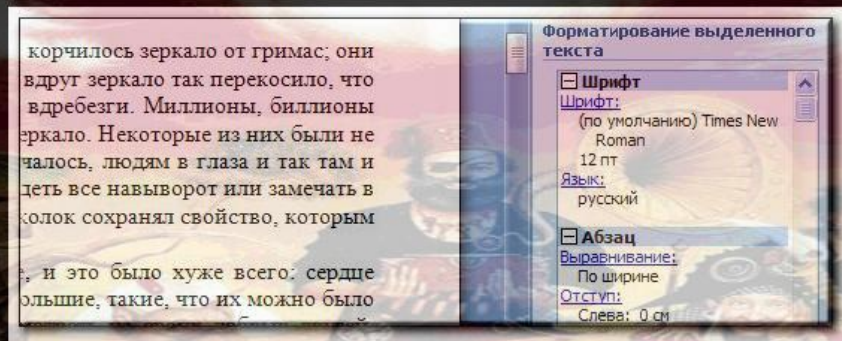 корчилось зеркало от гримас; они
вдруг зеркало так перекосило, что
вдребезги. Миллионы, биллионы
еркало. Некоторые из них были не
чалось, людям в глаза и так там и
деть все навыворот или замечать в
колок сохранял свойство, которым
е, и это было хуже всего: сердце
ольшие, такие, что их можно было
Форматирование выделенного
текста
Шрифт
Шрифт:
(по умолчанию) Times New
Roman
12 пт
Язык:
русский
Абзац
Выравнивание:
По ширине
Отступ:
Слева: 0 см